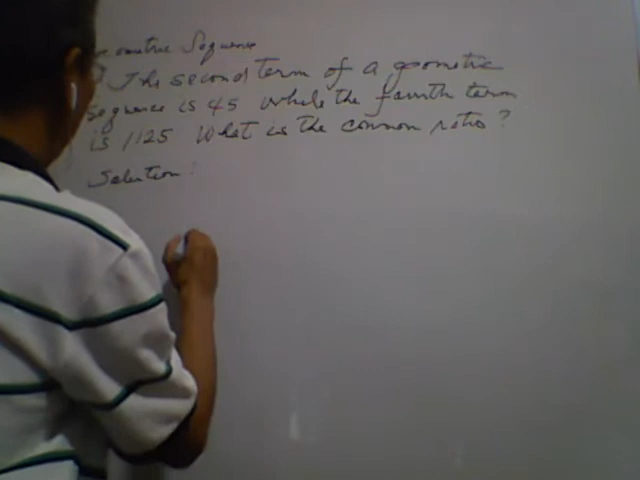 ometric Sequence
The second term of a geometric
sequence is 45 while the fourth term
is 1125 What is the common ratio ?
Solution :